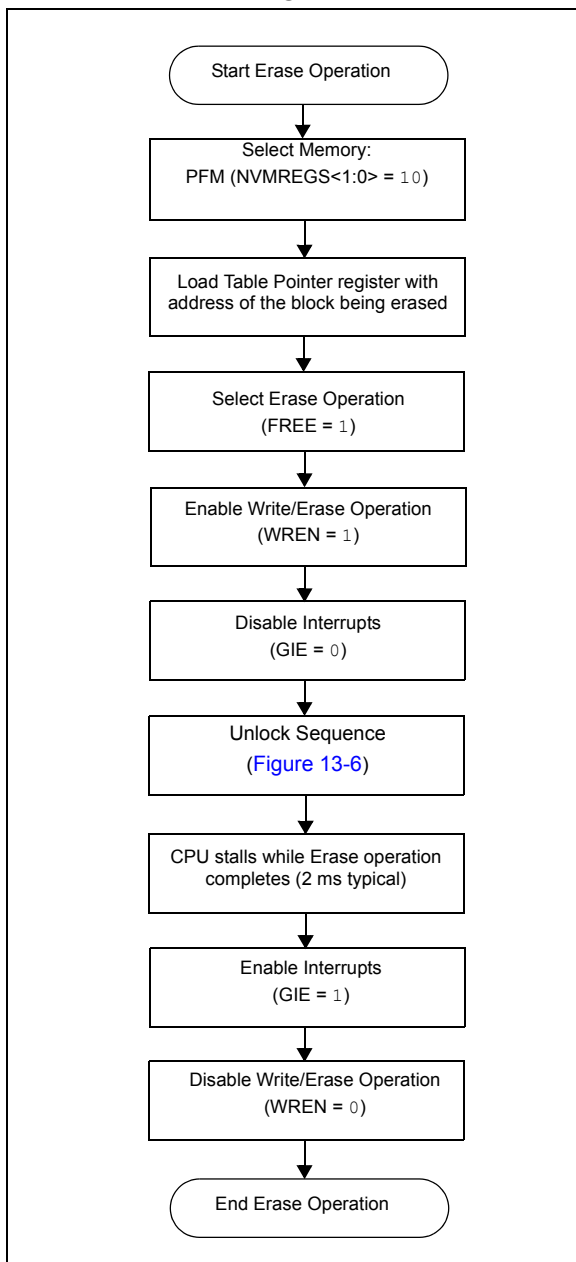 Start Erase Operation
Select Memory:
PFM (NVMREGS<1:0> = 10)
Load Table Pointer register with
address of the block being erased
Select Erase Operation
(FREE = 1)
Enable Write/Erase Operation
(WREN = 1)
Disable Interrupts
(GIE = 0)
Unlock Sequence
(Figure 13-6)
CPU stalls while Erase operation
completes (2 ms typical)
Enable Interrupts
(GIE = 1)
Disable Write/Erase Operation
(WREN = 0)
End Erase Operation